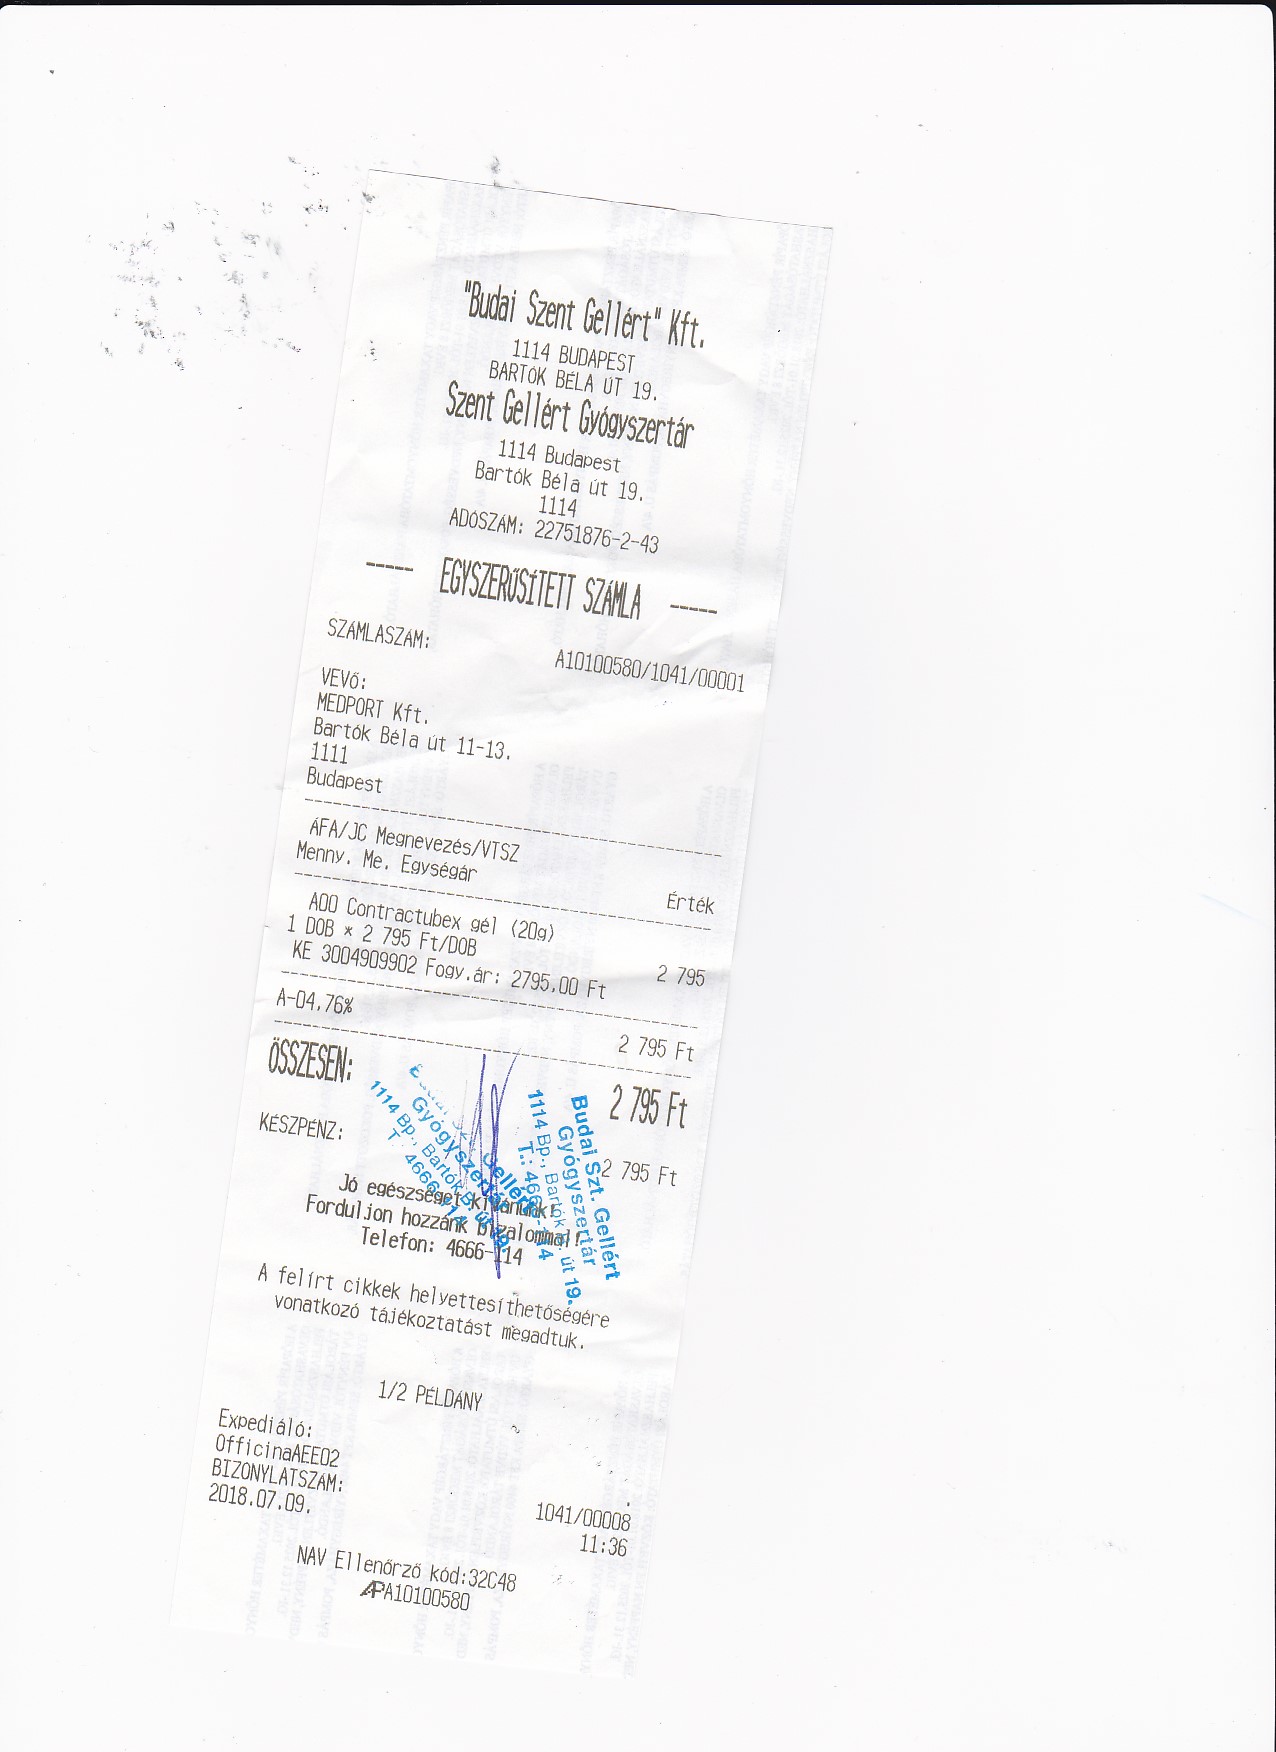 "Budai Szent Gellért" Kft.
1114 BUDAPEST
BARTÓK BÉLA ÚT 19.
Szent Gellért Gyógyszertár
1114 Budapest
Bartók Béla út 19.
1114
ADÓSZÁM: 22751876-2-43
----- EGYSZERŰSÍTETT SZÁMLA -----
SZÁMLASZÁM:
A10100580/1041/00001
VEVŐ:
MEDPORT Kft.
Bartók Béla út 11-13.
1111
Budapest
ÁFA/JC Megnevezés/VTSZ
Menny. Me. Egységár Érték
A00 Contractubex gél (20g)
1 DOB * 2 795 Ft/DOB 2 795
KE 3004909902 Fogy.ár: 2795,00 Ft
A-04,76% 2 795 Ft
ÖSSZESEN: 2 795 Ft
KÉSZPÉNZ: 2 795 Ft
Budai Szt. Gellért
Gyógyszertár
1114 Bp., Bartók B. út 19.
T.: 4666-114
Budai Szt. Gellért
Gyógyszertár
1114 Bp., Bartók B. út 19.
T.: 4666-114
Jó egészséget kívánunk!
Forduljon hozzánk bizalommal!
Telefon: 4666-114
A felírt cikkek helyettesíthetőségére
vonatkozó tájékoztatást megadtuk.
1/2 PÉLDÁNY
Expediáló:
OfficinaAEE02
BIZONYLATSZÁM: 1041/00008
2018.07.09. 11:36
NAV Ellenőrző kód:32C48
APA10100580